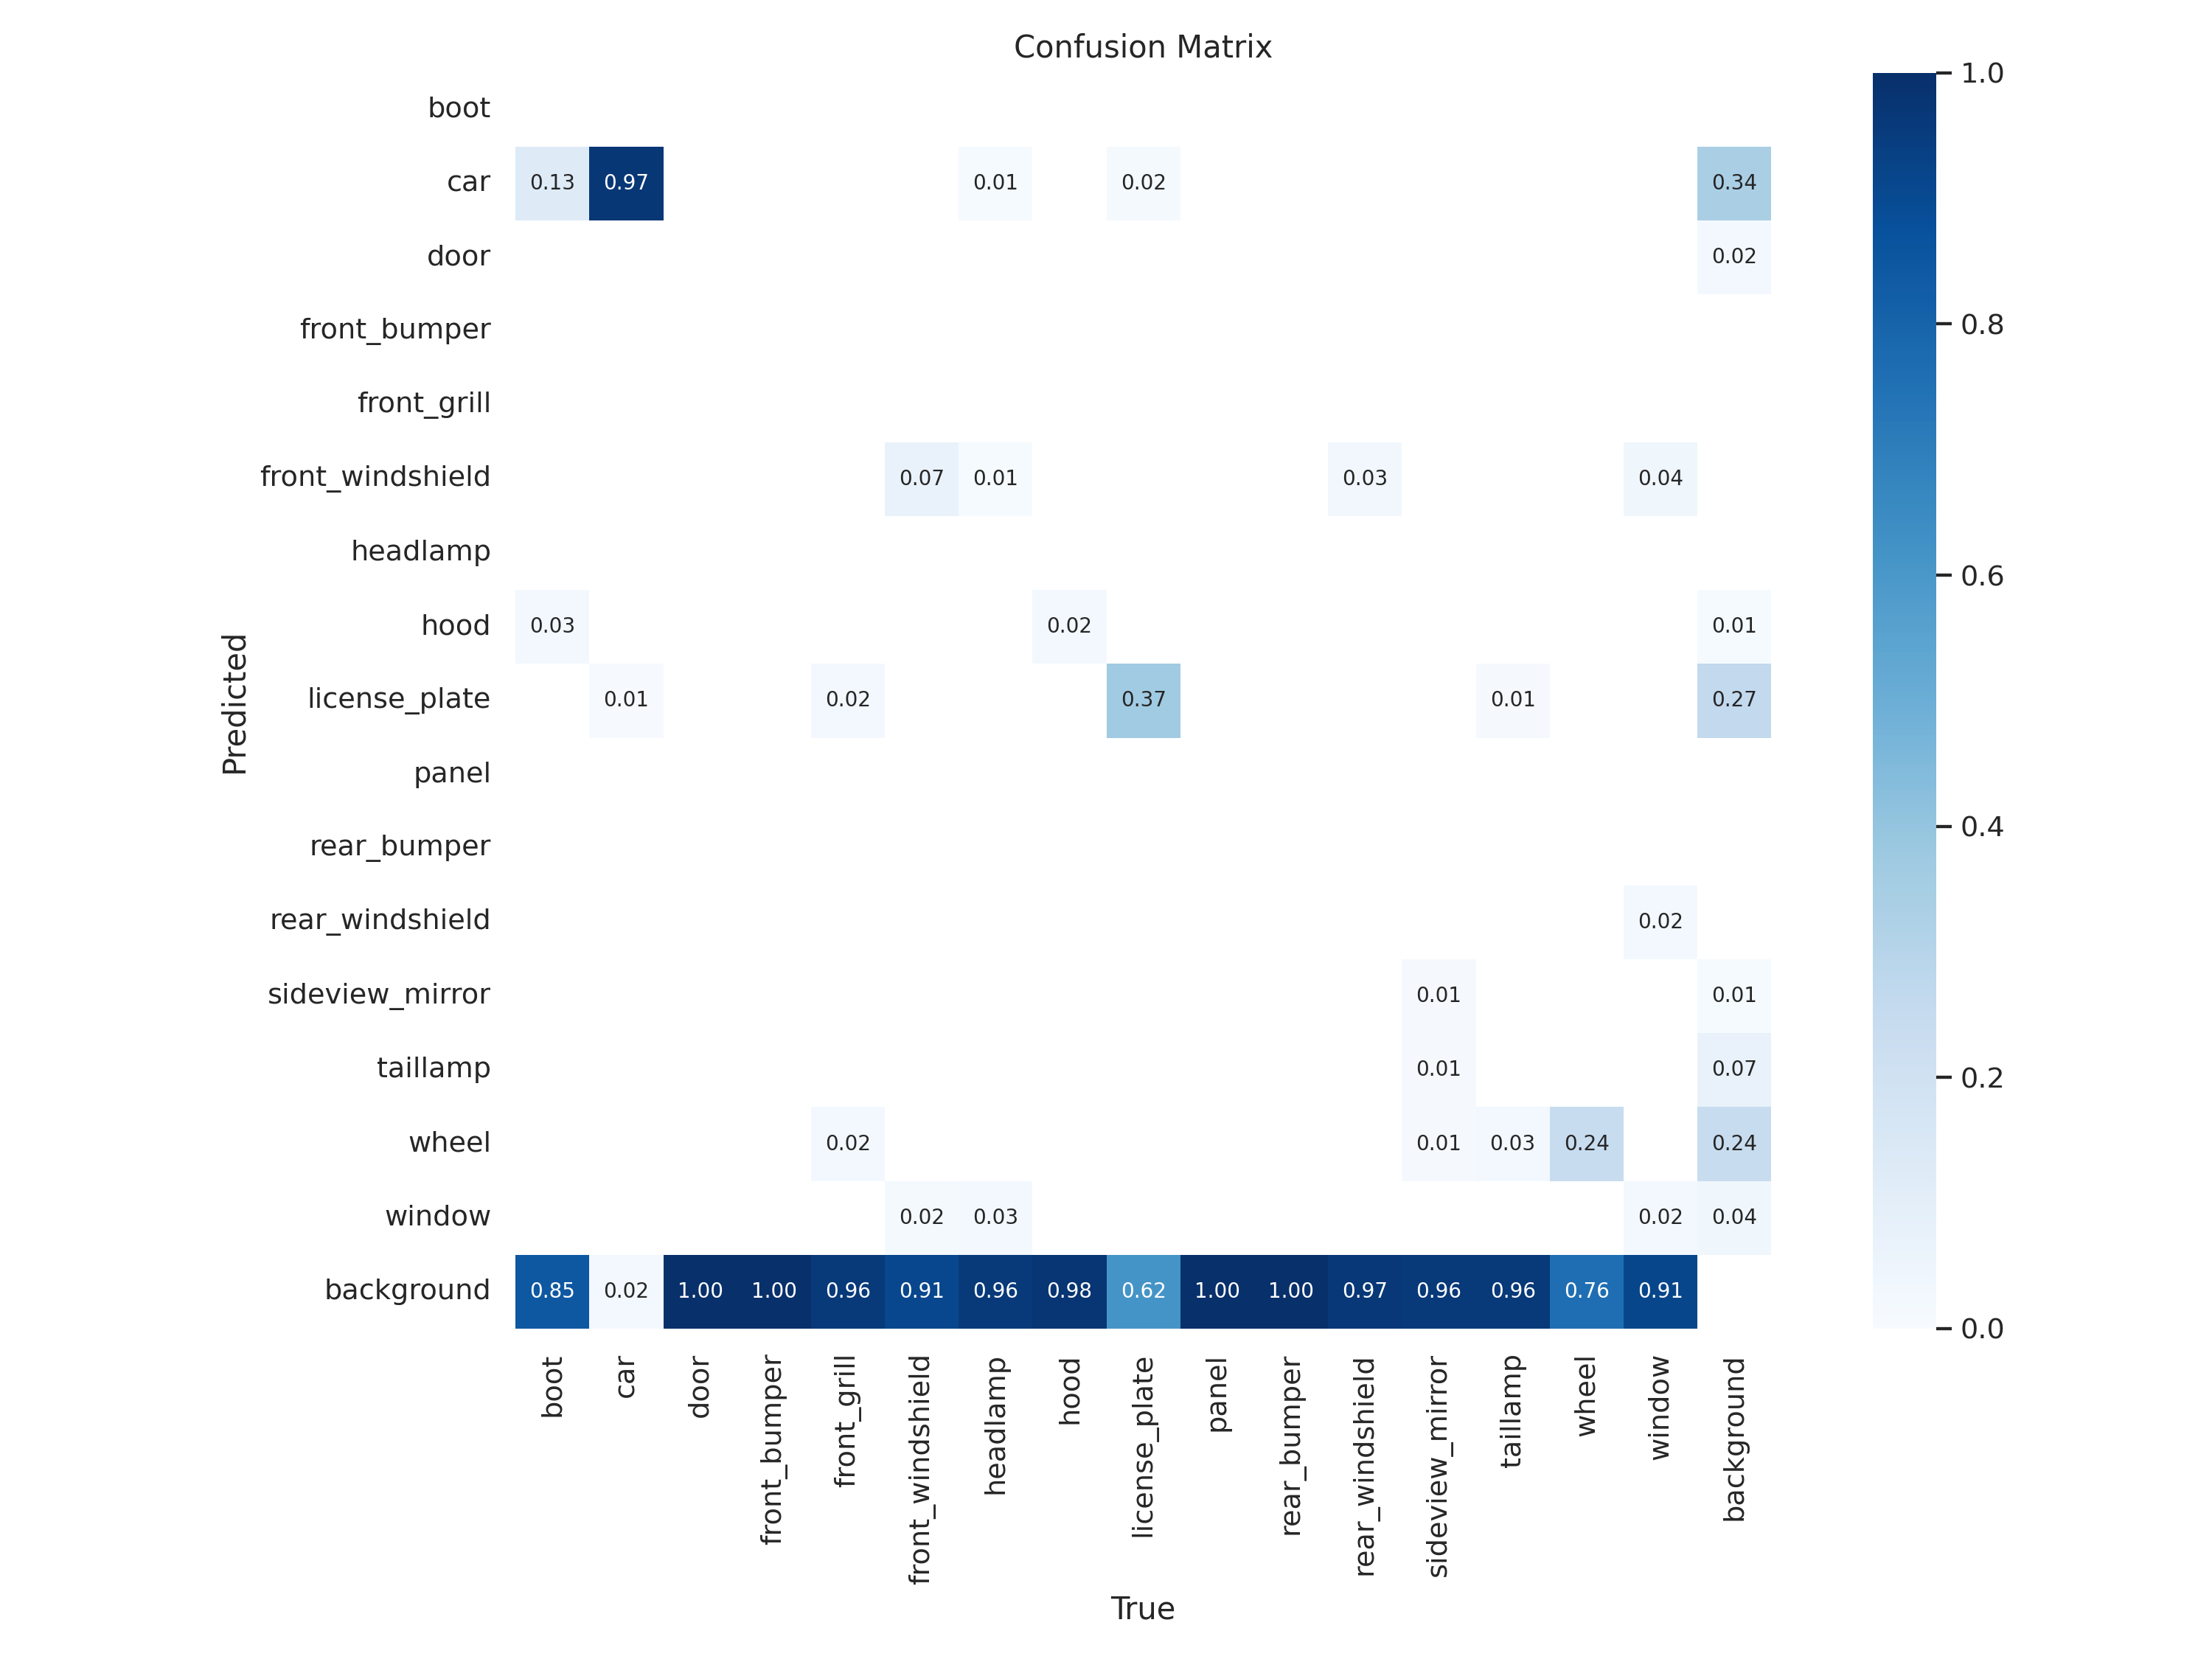 Confusion Matrix
boot
car 0.13 0.97 0.01 0.02 0.34
door 0.02
front_bumper
front_grill
front_windshield 0.07 0.01 0.03 0.04
headlamp
hood 0.03 0.02 0.01
license_plate 0.01 0.02 0.37 0.01 0.27
panel
rear_bumper
rear_windshield 0.02
sideview_mirror 0.01 0.01
taillamp 0.01 0.07
wheel 0.02 0.01 0.03 0.24 0.24
window 0.02 0.03 0.02 0.04
background 0.85 0.02 1.00 1.00 0.96 0.91 0.96 0.98 0.62 1.00 1.00 0.97 0.96 0.96 0.76 0.91
Predicted
boot
car
door
front_bumper
front_grill
front_windshield
headlamp
hood
license_plate
panel
rear_bumper
rear_windshield
sideview_mirror
taillamp
wheel
window
background
True
1.0
0.8
0.6
0.4
0.2
0.0